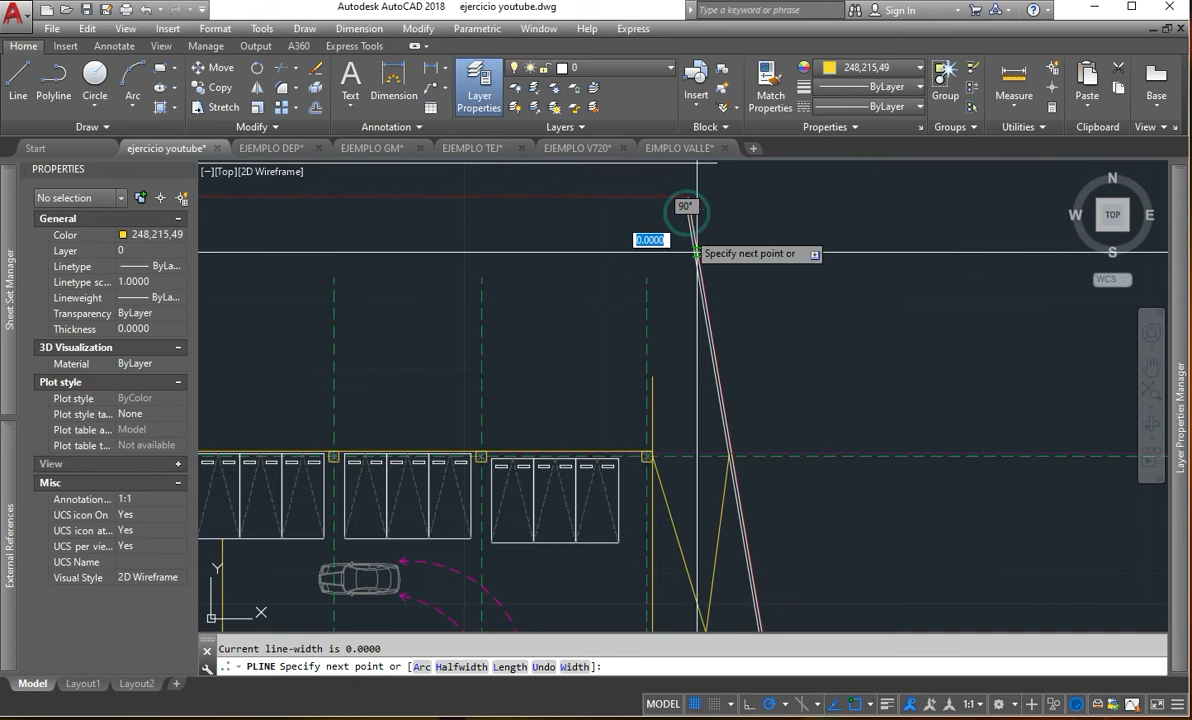 Autodesk AutoCAD 2018 ejercicio youtube.dwg
Type a keyword or phrase
Sign In
Edit View Insert Format Tools Draw Dimension Modify Parametric Window Help Express
Home Insert Annotate View Manage Output A360 Express Tools
Move
Copy
Stretch
Line Polyline Circle Arc
Text Dimension
Layer
Properties
0
Insert
Match
Properties
248,215,49
ByLayer
ByLayer
Group
Measure
Paste
Base
Draw Modify Annotation Layers Block Properties Groups Utilities Clipboard View
Start ejercicio youtube* EJEMPLO DEP* EJEMPLO GM* EJEMPLO TEJ* EJEMPLO V720* EJEMPLO VALLE*
PROPERTIES
No selection
General
Color 248,215,49
Layer 0
Linetype ByLa...
Linetype sc... 1.0000
Lineweight ByLa...
Transparency ByLayer
Thickness 0.0000
3D Visualization
Material ByLayer
Plot style
Plot style ByColor
Plot style ta... None
Plot table a... Model
Plot table t... Not available
View
Misc
Annotation... 1:1
UCS icon On Yes
UCS icon at... Yes
UCS per vie... Yes
UCS Name
Visual Style 2D Wireframe
Sheet Set Manager
External References
[−][Top][2D Wireframe]
90°
0.0000
Specify next point or
N
W TOP E
S
WCS
Layer Properties Manager
Y
X
Current line-width is 0.0000
PLINE Specify next point or [Arc Halfwidth Length Undo Width]:
Model Layout1 Layout2
MODEL
1:1